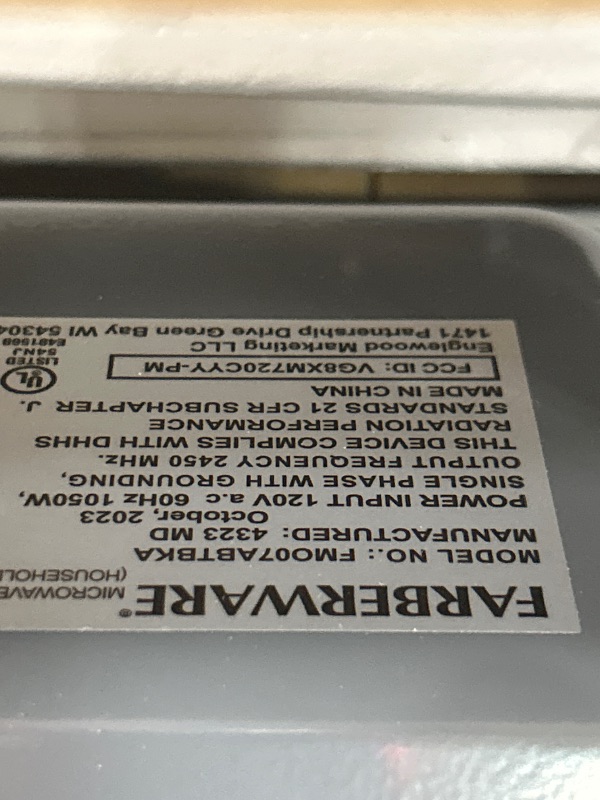 FARBERWARE® MICROWAVE
(HOUSEHOL
MODEL NO.: FMO07ABTBKA
MANUFACTURED: 4323 MD
October, 2023
POWER INPUT 120V a.c 60Hz 1050W,
SINGLE PHASE WITH GROUNDING,
OUTPUT FREQUENCY 2450 MHz.
THIS DEVICE COMPLIES WITH DHHS
RADIATION PERFORMANCE
STANDARDS 21 CFR SUBCHAPTER J.
MADE IN CHINA
FCC ID: VG8XM720CYY-PM
UL
LISTED
54NJ
E481569
Englewood Marketing LLC
1471 Partnership Drive Green Bay WI 54304